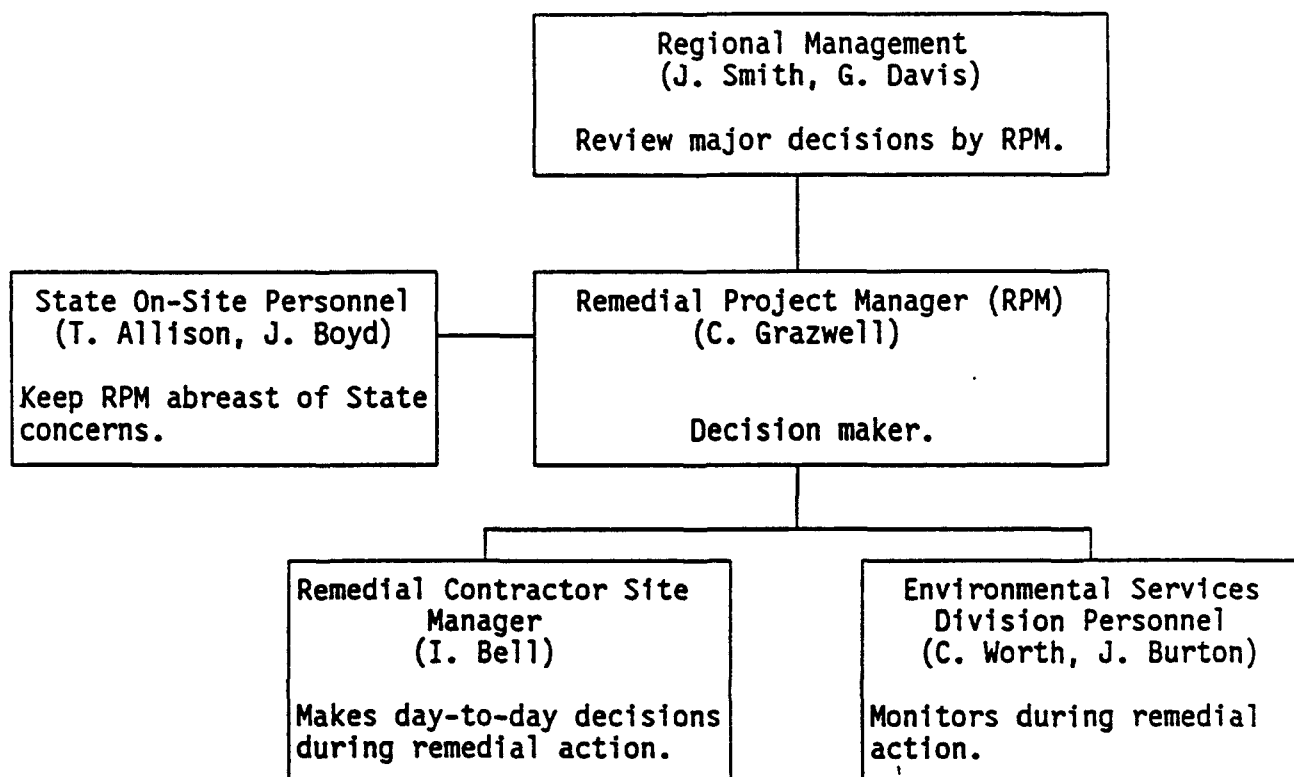 Regional Management
(J. Smith, G. Davis)
Review major decisions by RPM.
State On-Site Personnel
(T. Allison, J. Boyd)
Keep RPM abreast of State
concerns.
Remedial Project Manager (RPM)
(C. Grazwell)
Decision maker.
Remedial Contractor Site
Manager
(I. Bell)
Makes day-to-day decisions
during remedial action.
Environmental Services
Division Personnel
(C. Worth, J. Burton)
Monitors during remedial
action.